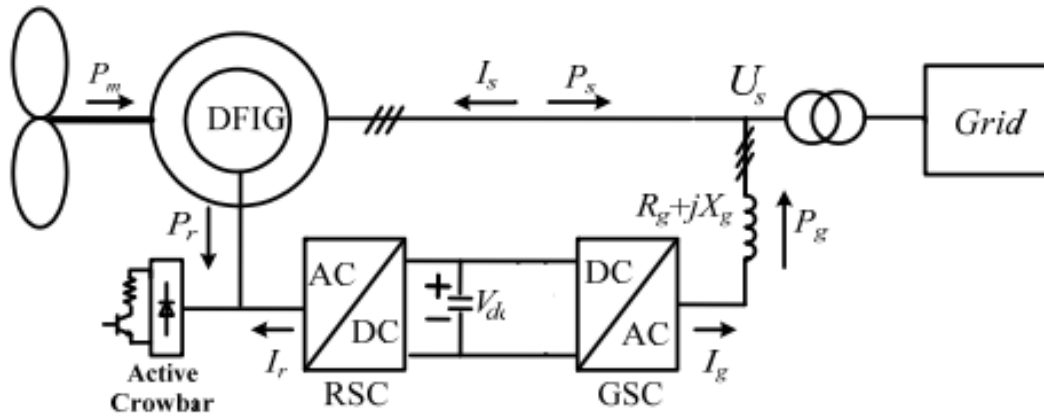 P_m
DFIG
I_s
P_s
U_s
Grid
P_r
R_g+jX_g
P_g
AC
DC
+
−
V_dc
DC
AC
I_r
I_g
Active
Crowbar
RSC
GSC